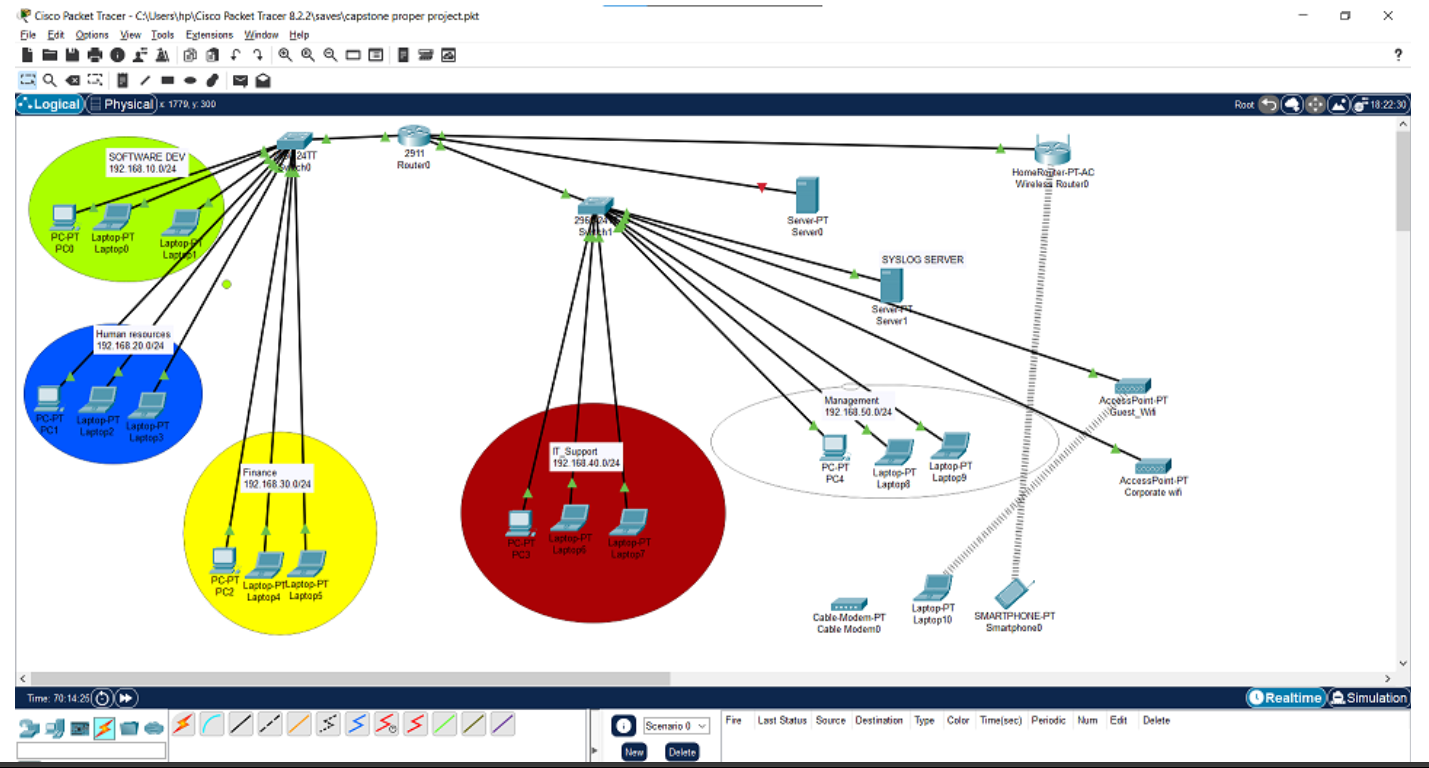 Cisco Packet Tracer - C:\Users\hp\Cisco Packet Tracer 8.2.2\saves\capstone proper project.pkt
File Edit Options View Tools Extensions Window Help
?
Logical Physical x: 1779, y: 300 Root 18:22:30
SOFTWARE DEV
192.168.10.0/24
PC-PT
PC0
Laptop-PT
Laptop0
Laptop-PT
Laptop1
24TT
2911
Router0
HomeRouter-PT-AC
Wireless Router0
Server-PT
Server0
Switch1
SYSLOG SERVER
Server-PT
Server1
Human resources
192.168.20.0/24
PC-PT
PC1
Laptop-PT
Laptop2
Laptop-PT
Laptop3
Finance
192.168.30.0/24
PC-PT
PC2
Laptop-PT
Laptop4
Laptop-PT
Laptop5
IT_Support
192.168.40.0/24
PC-PT
PC3
Laptop-PT
Laptop6
Laptop-PT
Laptop7
Management
192.168.50.0/24
PC-PT
PC4
Laptop-PT
Laptop8
Laptop-PT
Laptop9
AccessPoint-PT
Guest_Wifi
AccessPoint-PT
Corporate wifi
Cable-Modem-PT
Cable Modem0
Laptop-PT
Laptop10
SMARTPHONE-PT
Smartphone0
Time: 70:14:25 Realtime Simulation
Scenario 0
New Delete
Fire Last Status Source Destination Type Color Time(sec) Periodic Num Edit Delete